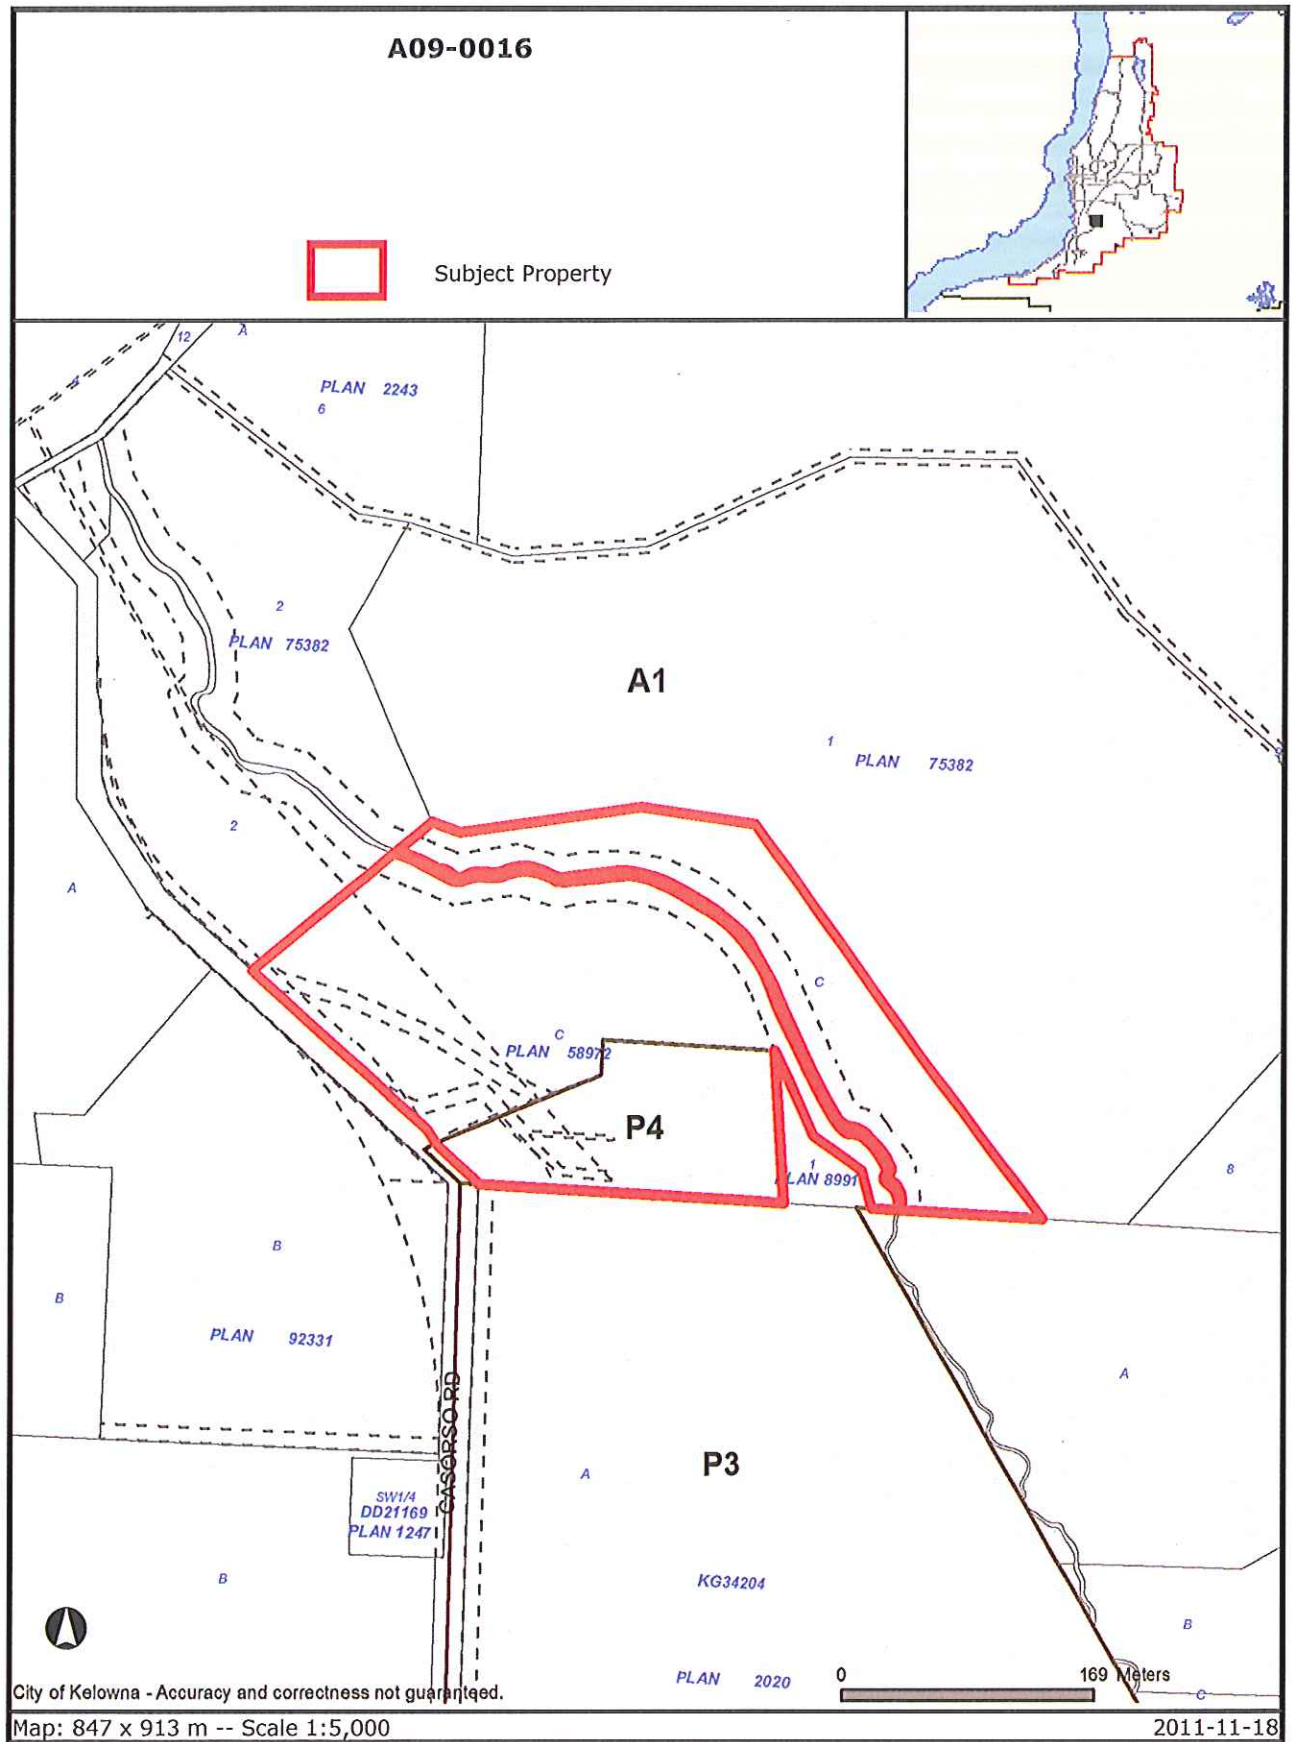 A09-0016
Subject Property
12
A
PLAN 2243
6
2
PLAN 75382
A1
1
PLAN 75382
2
A
C
C
PLAN 58972
P4
1
PLAN 8991
8
B
B
PLAN 92331
A
CASORSO RD
P3
A
SW1/4
DD21169
PLAN 1247
B
KG34204
B
PLAN 2020
0 169 Meters
C
City of Kelowna - Accuracy and correctness not guaranteed.
Map: 847 x 913 m -- Scale 1:5,000
2011-11-18